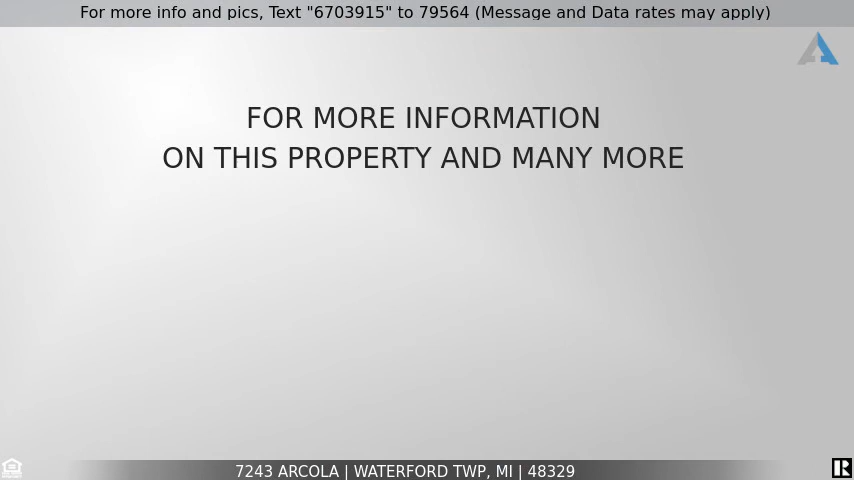 For more info and pics, Text "6703915" to 79564 (Message and Data rates may apply)
FOR MORE INFORMATION
ON THIS PROPERTY AND MANY MORE
7243 ARCOLA | WATERFORD TWP, MI | 48329